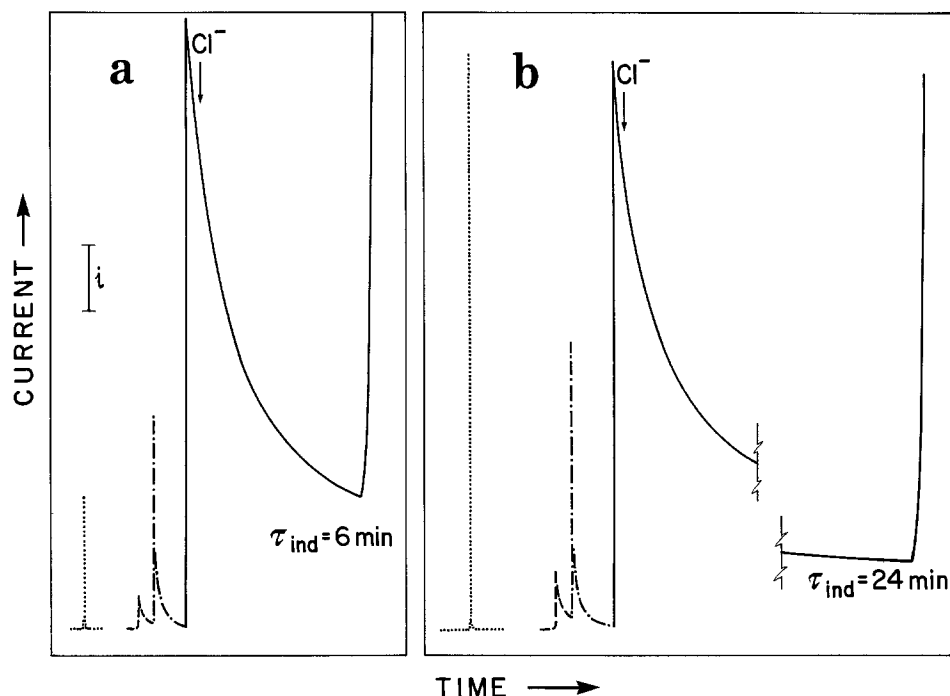 a
Cl⁻
b
Cl⁻
CURRENT →
i
τind = 6 min
τind = 24 min
TIME →